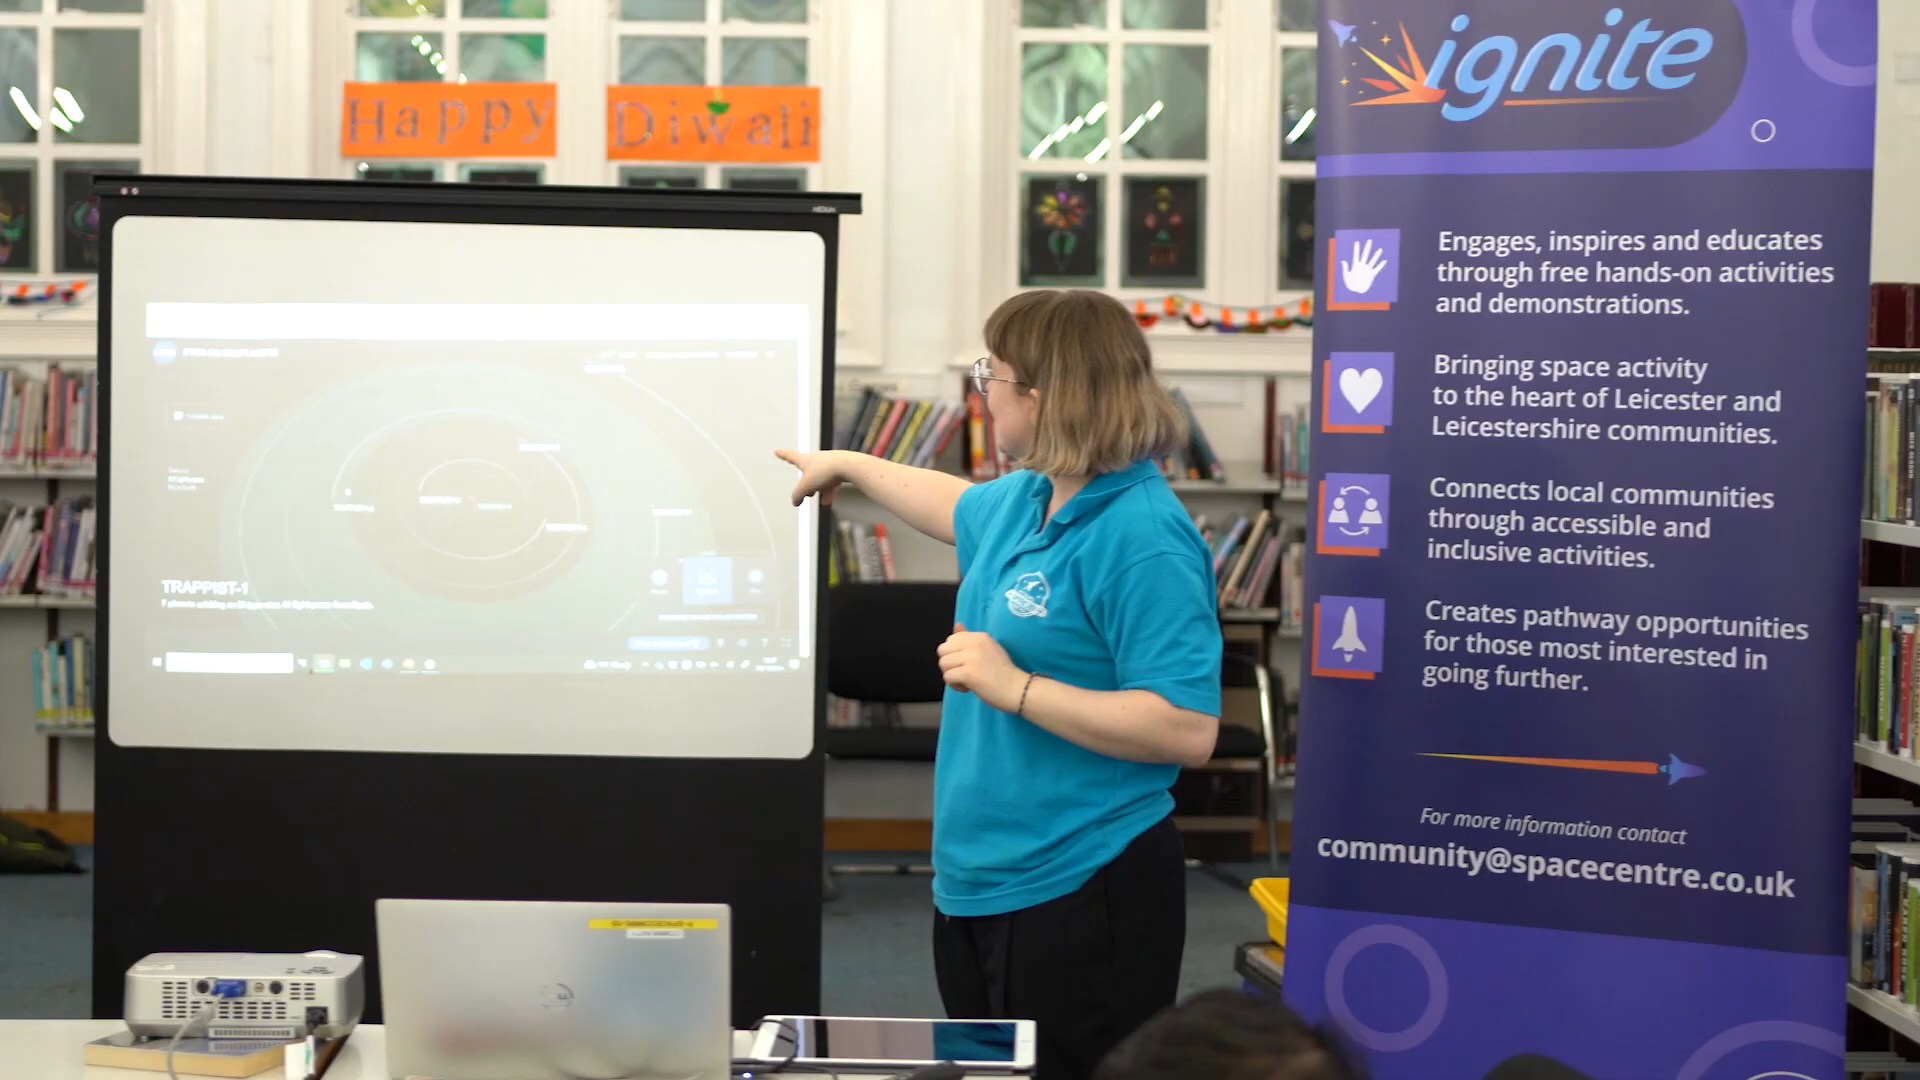 Happy Diwali
ignite
Engages, inspires and educates
through free hands-on activities
and demonstrations.
Bringing space activity
to the heart of Leicester and
Leicestershire communities.
Connects local communities
through accessible and
inclusive activities.
Creates pathway opportunities
for those most interested in
going further.
For more information contact
community@spacecentre.co.uk
TRAPPIST-1